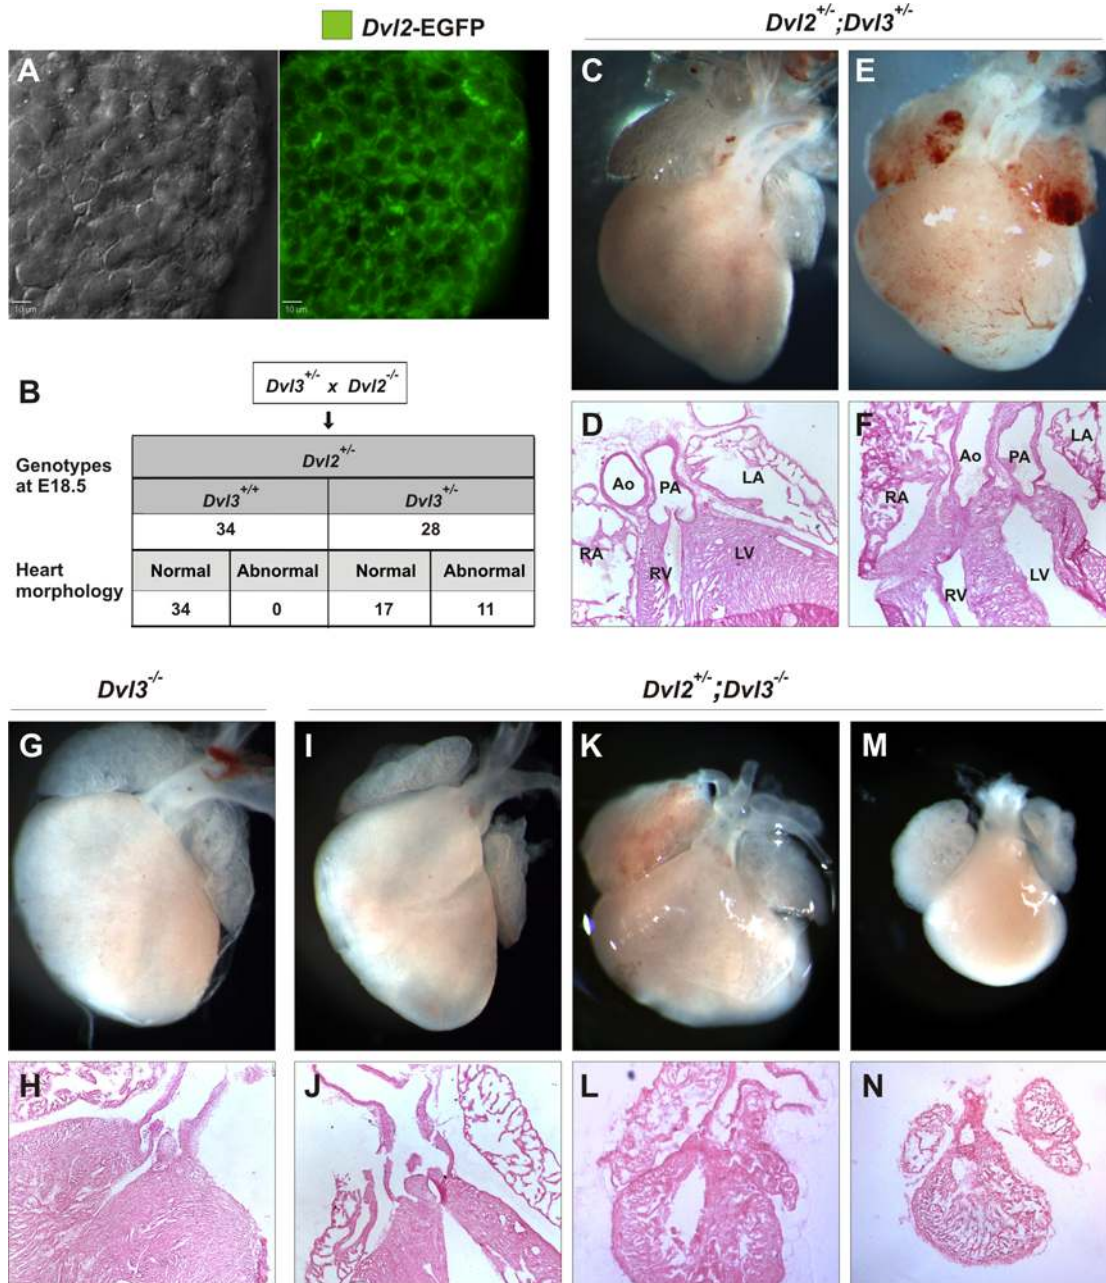 Dvl2-EGFP
Dvl2+/-;Dvl3+/-
A
10 µm
10 µm
C
E
B
Dvl3+/- x Dvl2-/-
Genotypes
at E18.5
Dvl2+/-
Dvl3+/+ Dvl3+/-
34 28
Heart
morphology
Normal Abnormal Normal Abnormal
34 0 17 11
D
Ao
PA
LA
RA
RV
LV
F
Ao
PA
LA
RA
RV
LV
Dvl3-/-
Dvl2+/-;Dvl3-/-
G
I
K
M
H
J
L
N